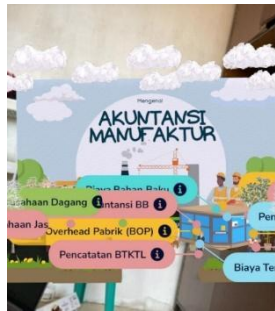 Mengenal
AKUNTANSI
MANUFAKTUR
Biaya Bahan Baku
usahaan Dagang
untansi BB
haan Jas
Overhead Pabrik (BOP)
Pen
Pencatatan BTKTL
Biaya Te